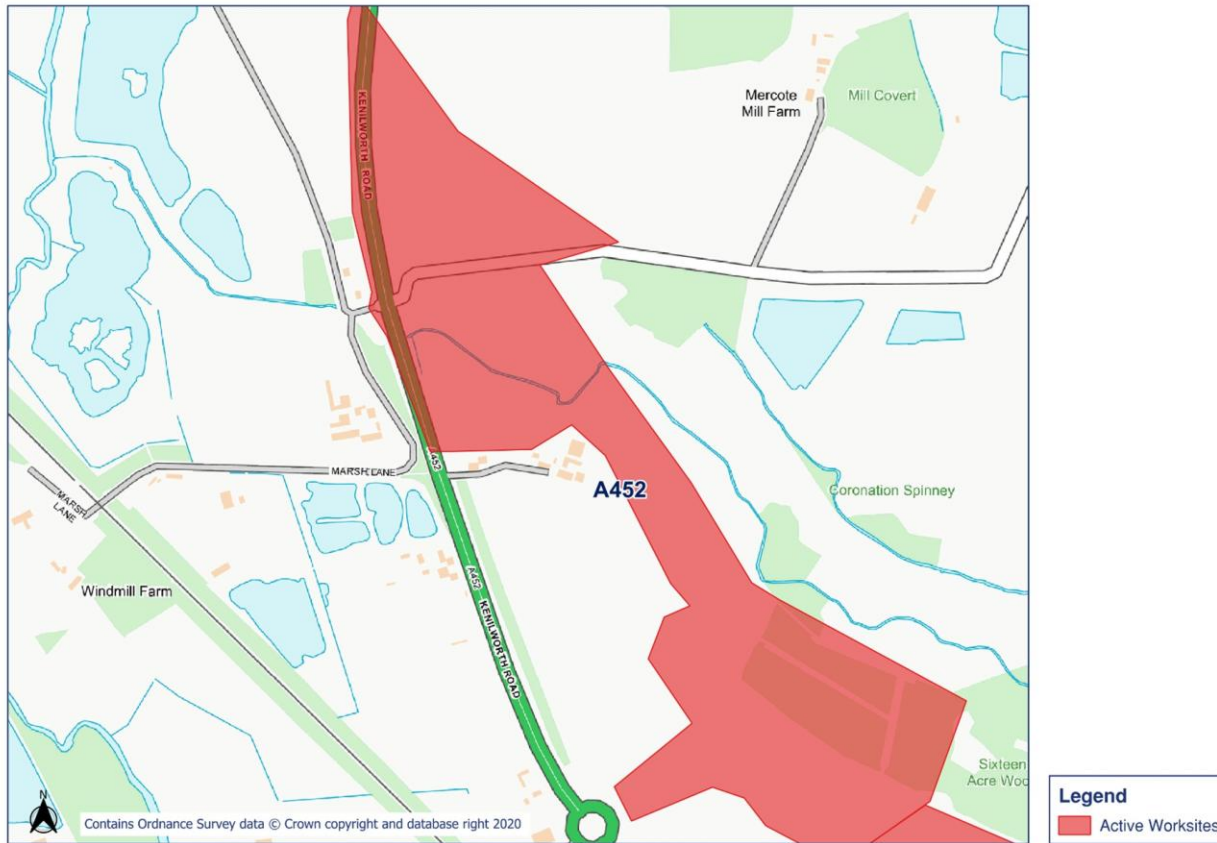 KENILWORTH ROAD
Mercote
Mill Farm
Mill Covert
MARSH LANE
A452
A452
Coronation Spinney
MARSH
LANE
Windmill Farm
A452
KENILWORTH ROAD
Sixteen
Acre Woo
N
Contains Ordnance Survey data © Crown copyright and database right 2020
Legend
Active Worksites